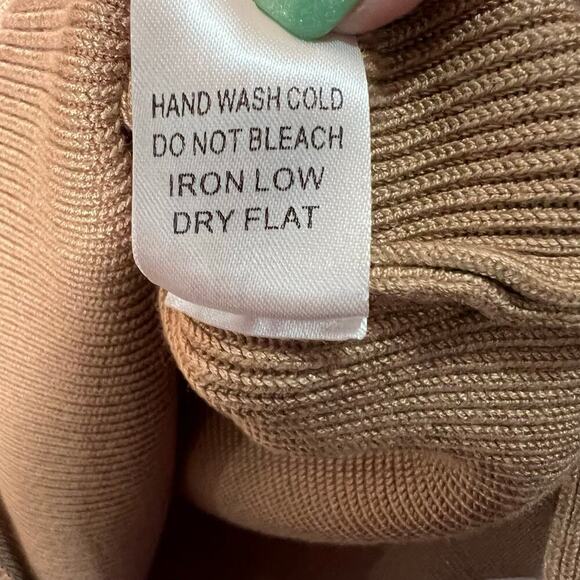 HAND WASH COLD
DO NOT BLEACH
IRON LOW
DRY FLAT